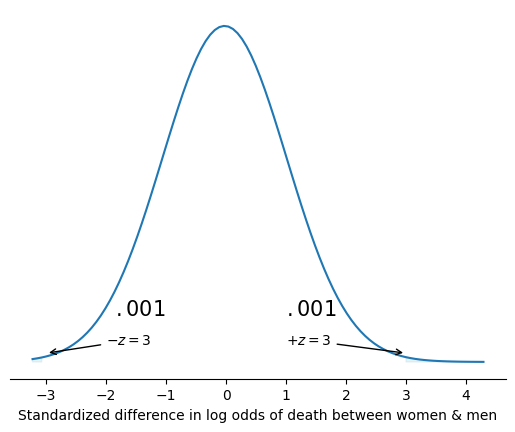 .001 .001
−z = 3 +z = 3
−3 −2 −1 0 1 2 3 4
Standardized difference in log odds of death between women & men